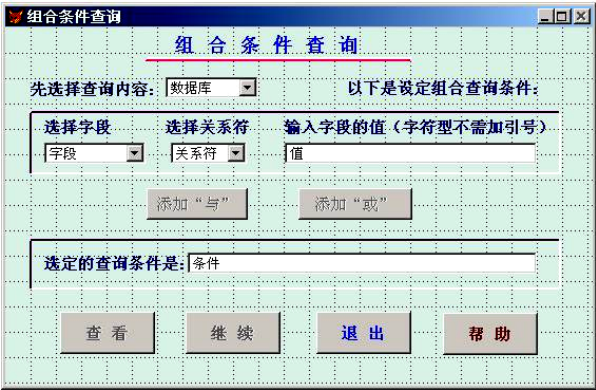 组合条件查询
组 合 条 件 查 询
先选择查询内容： 数据库 以下是设定组合查询条件：
选择字段 选择关系符 输入字段的值（字符型不需加引号）
字段 关系符 值
添加“与” 添加“或”
选定的查询条件是： 条件
查 看 继 续 退 出 帮 助